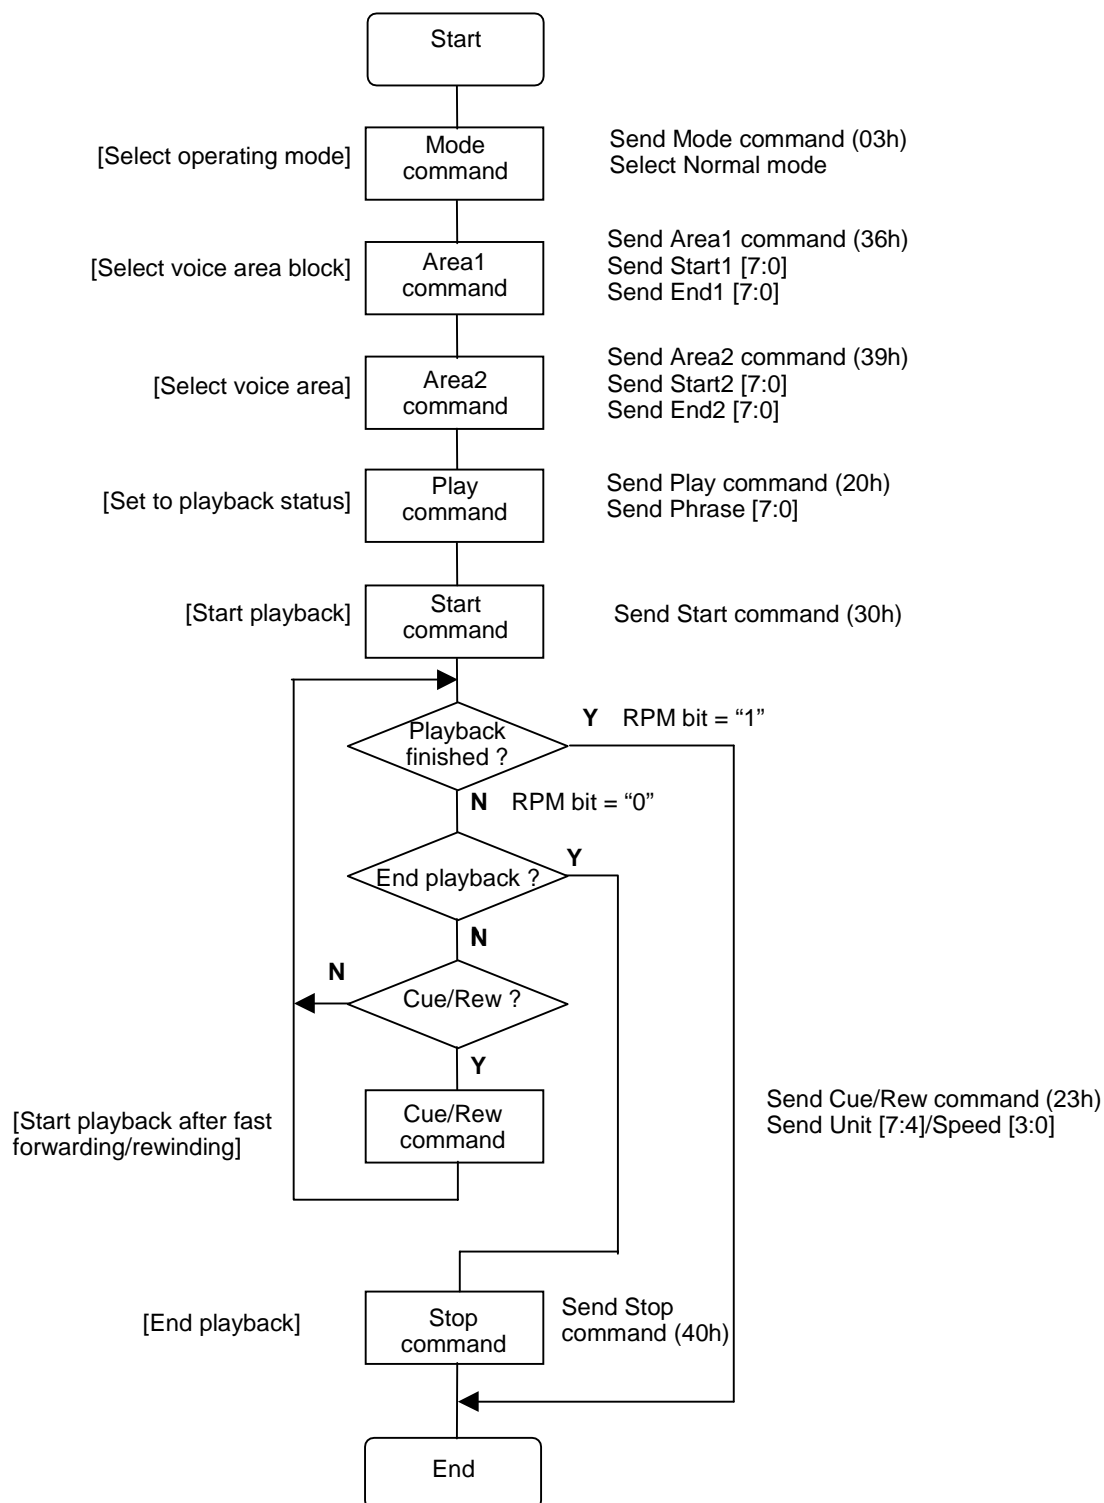 Start
[Select operating mode]
Mode
command
Send Mode command (03h)
Select Normal mode
[Select voice area block]
Area1
command
Send Area1 command (36h)
Send Start1 [7:0]
Send End1 [7:0]
[Select voice area]
Area2
command
Send Area2 command (39h)
Send Start2 [7:0]
Send End2 [7:0]
[Set to playback status]
Play
command
Send Play command (20h)
Send Phrase [7:0]
[Start playback]
Start
command
Send Start command (30h)
Playback
finished ?
Y RPM bit = “1”
N RPM bit = “0”
End playback ?
Y
N
Cue/Rew ?
N
Y
[Start playback after fast
forwarding/rewinding]
Cue/Rew
command
Send Cue/Rew command (23h)
Send Unit [7:4]/Speed [3:0]
[End playback]
Stop
command
Send Stop
command (40h)
End